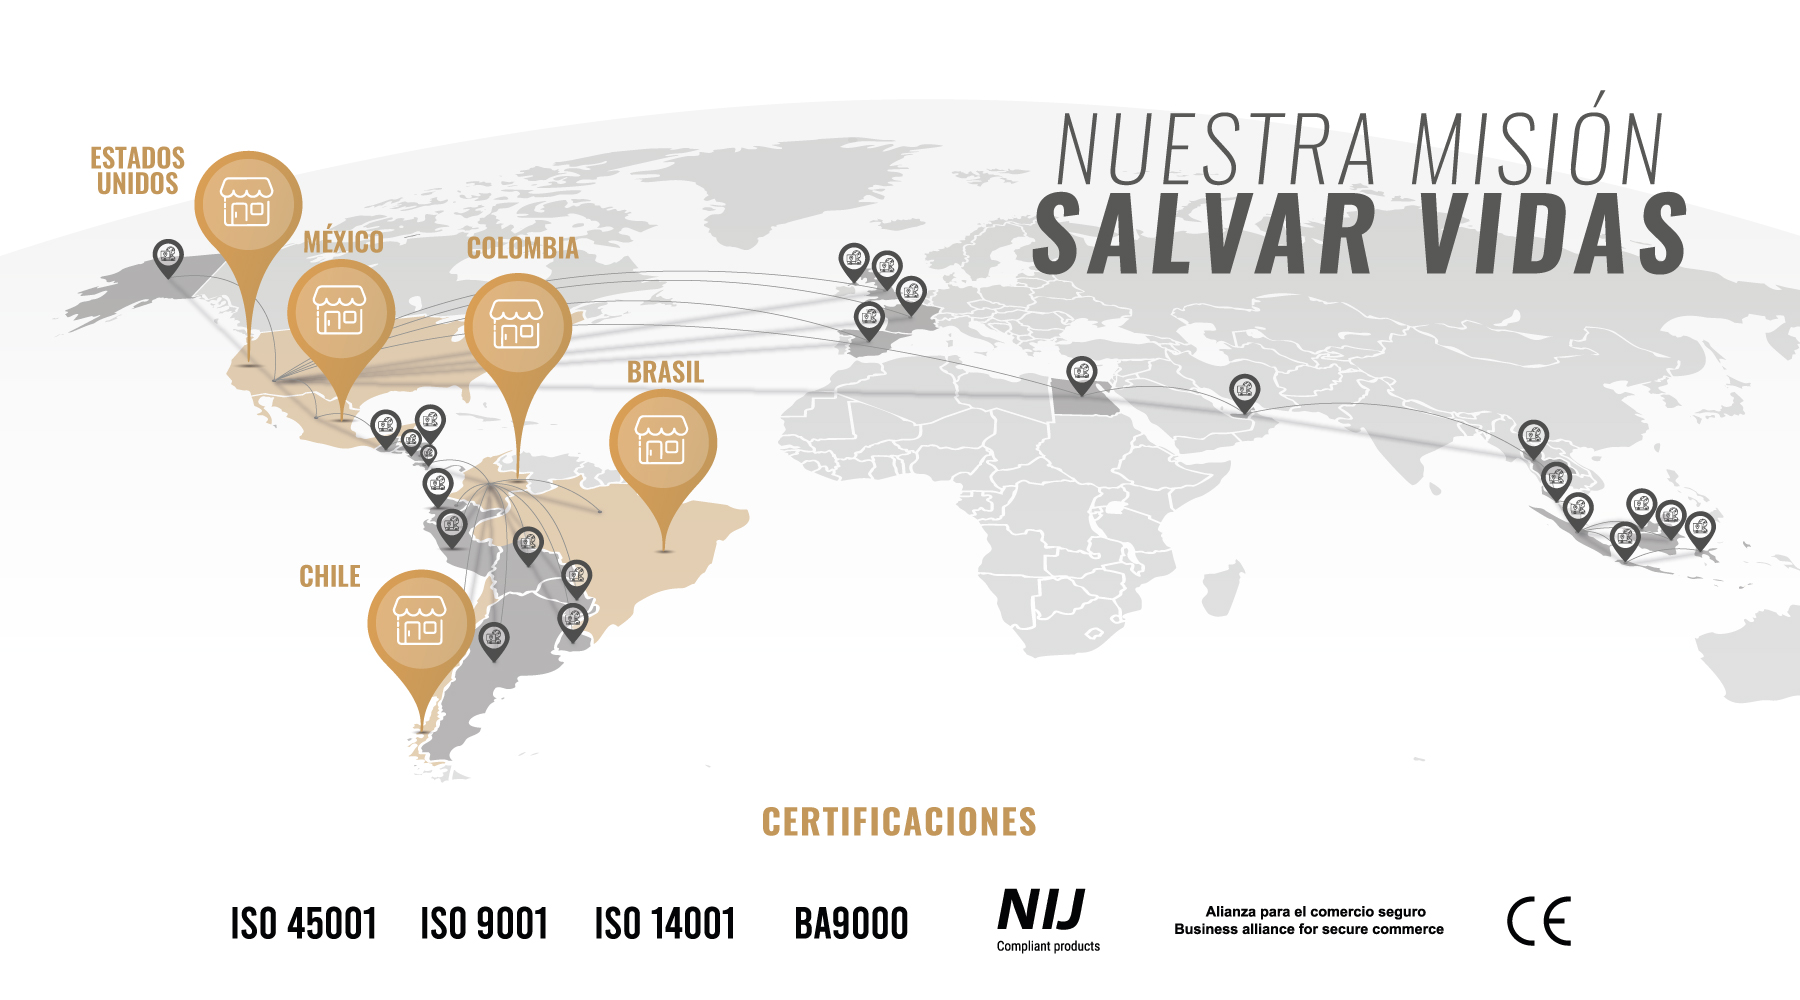 NUESTRA MISIÓN
SALVAR VIDAS
ESTADOS
UNIDOS
MÉXICO
COLOMBIA
BRASIL
CHILE
CERTIFICACIONES
ISO 45001
ISO 9001
ISO 14001
BA9000
NIJ
Compliant products
Alianza para el comercio seguro
Business alliance for secure commerce
CE